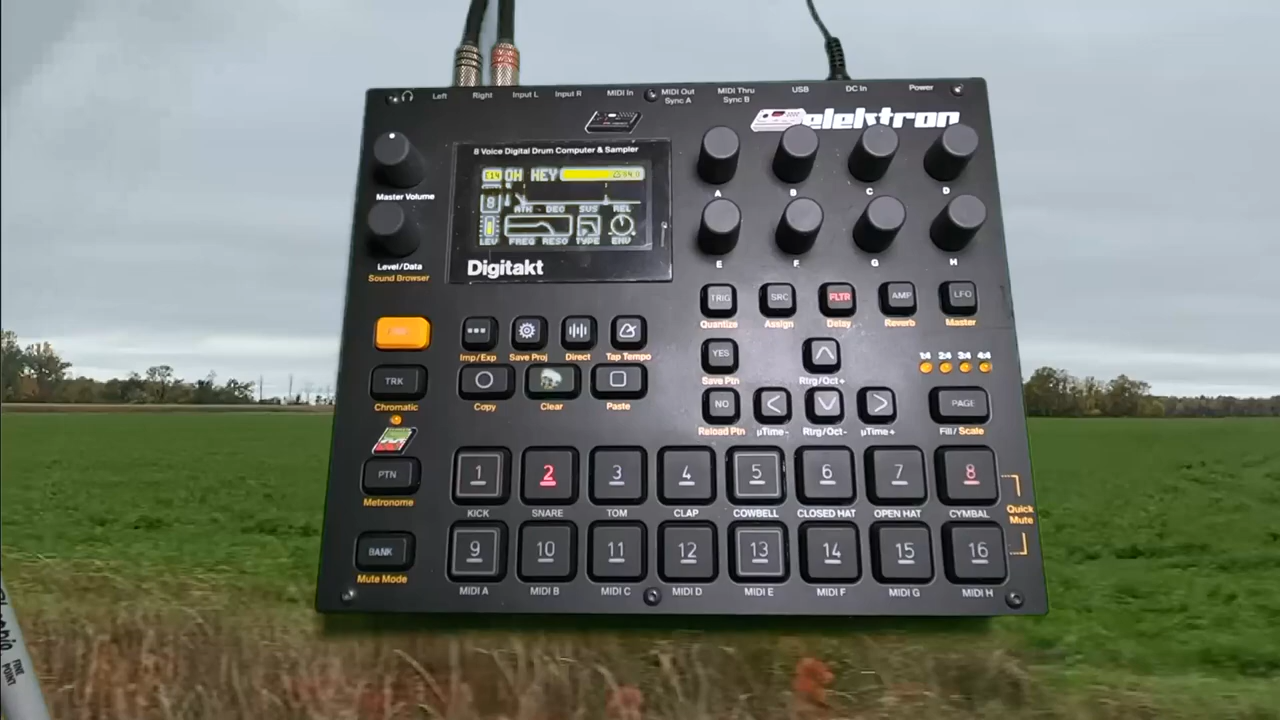 Left Right Input L Input R MIDI In MIDI Out MIDI Thru USB DC In Power
Sync A Sync B
elektron
8 Voice Digital Drum Computer & Sampler
E14 OH HEY 94.0
8 ATK DEC SUS REL
LEV FREQ RESO TYPE ENV
Digitakt
Master Volume
Level/Data
Sound Browser
A B C D
E F G H
TRIG SRC FLTR AMP LFO
Quantize Assign Delay Reverb Master
Imp/Exp Save Proj Direct Tap Tempo
YES
Save Ptn Rtrg/Oct+
1:4 2:4 3:4 4:4
TRK
Chromatic Copy Clear Paste
NO PAGE
Reload Ptn µTime- Rtrg/Oct- µTime+ Fill/Scale
PTN
Metronome
1 2 3 4 5 6 7 8
KICK SNARE TOM CLAP COWBELL CLOSED HAT OPEN HAT CYMBAL
Quick
Mute
BANK
Mute Mode
9 10 11 12 13 14 15 16
MIDI A MIDI B MIDI C MIDI D MIDI E MIDI F MIDI G MIDI H
FINE
POINT